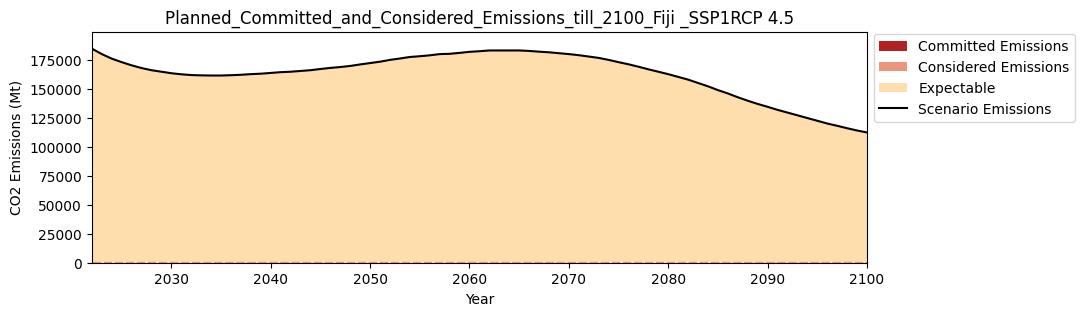 Planned_Committed_and_Considered_Emissions_till_2100_Fiji _SSP1RCP 4.5
CO2 Emissions (Mt)
175000
150000
125000
100000
75000
50000
25000
0
2030 2040 2050 2060 2070 2080 2090 2100
Year
Committed Emissions
Considered Emissions
Expectable
Scenario Emissions